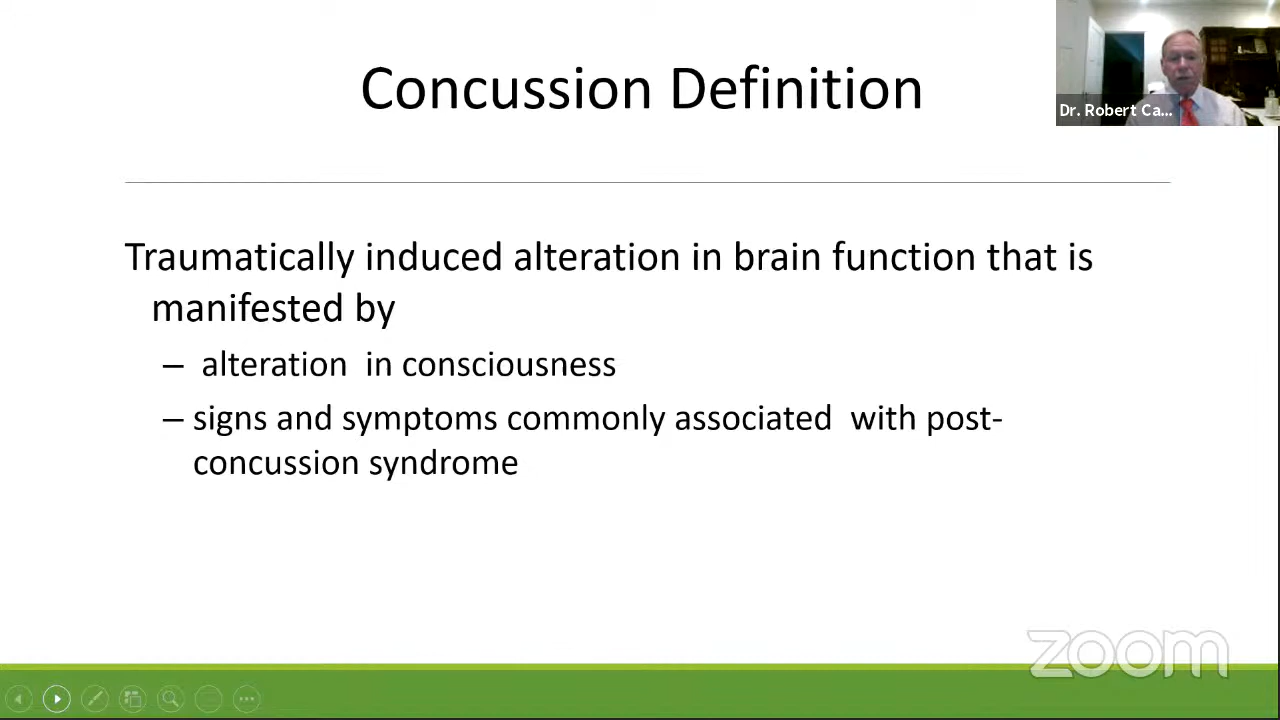 Concussion Definition
Dr. Robert Ca...
Traumatically induced alteration in brain function that is
manifested by
– alteration in consciousness
– signs and symptoms commonly associated with post-
concussion syndrome
zoom